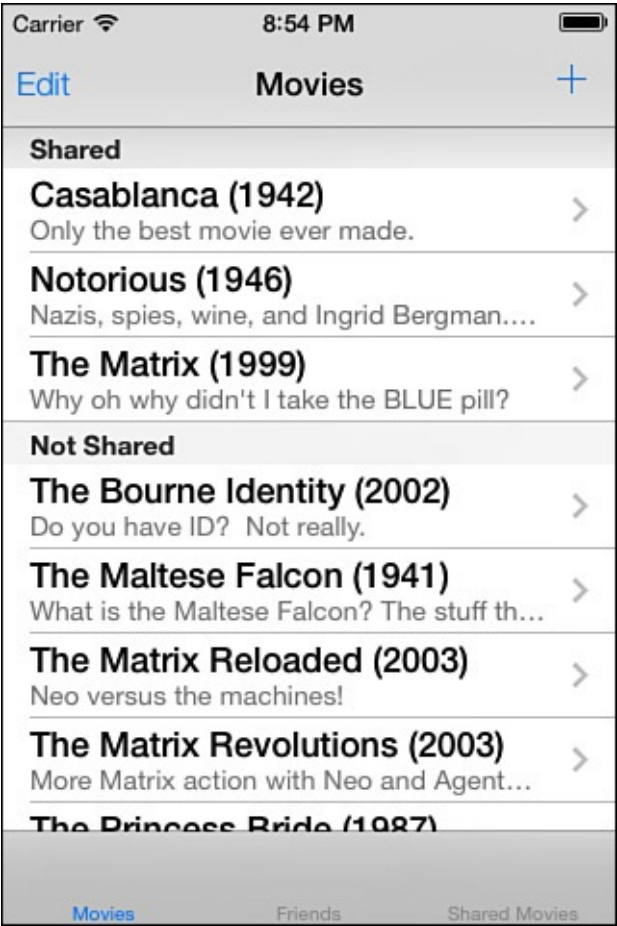 Carrier 8:54 PM
Edit Movies +
Shared
Casablanca (1942)
Only the best movie ever made.
Notorious (1946)
Nazis, spies, wine, and Ingrid Bergman....
The Matrix (1999)
Why oh why didn't I take the BLUE pill?
Not Shared
The Bourne Identity (2002)
Do you have ID?  Not really.
The Maltese Falcon (1941)
What is the Maltese Falcon? The stuff th...
The Matrix Reloaded (2003)
Neo versus the machines!
The Matrix Revolutions (2003)
More Matrix action with Neo and Agent...
The Princess Bride (1987)
Movies Friends Shared Movies